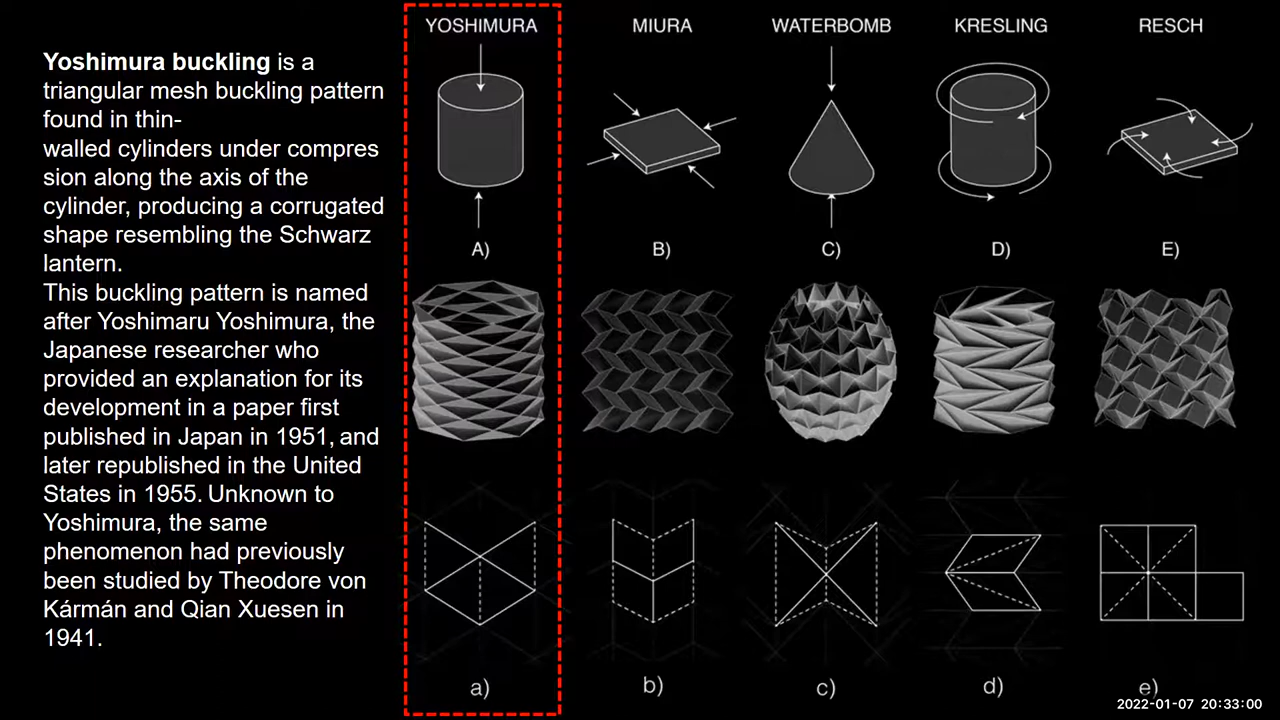 Yoshimura buckling is a
triangular mesh buckling pattern
found in thin-
walled cylinders under compres
sion along the axis of the
cylinder, producing a corrugated
shape resembling the Schwarz
lantern.
This buckling pattern is named
after Yoshimaru Yoshimura, the
Japanese researcher who
provided an explanation for its
development in a paper first
published in Japan in 1951, and
later republished in the United
States in 1955. Unknown to
Yoshimura, the same
phenomenon had previously
been studied by Theodore von
Kármán and Qian Xuesen in
1941.
YOSHIMURA MIURA WATERBOMB KRESLING RESCH
A) B) C) D) E)
a) b) c) d) e)
2022-01-07 20:33:00